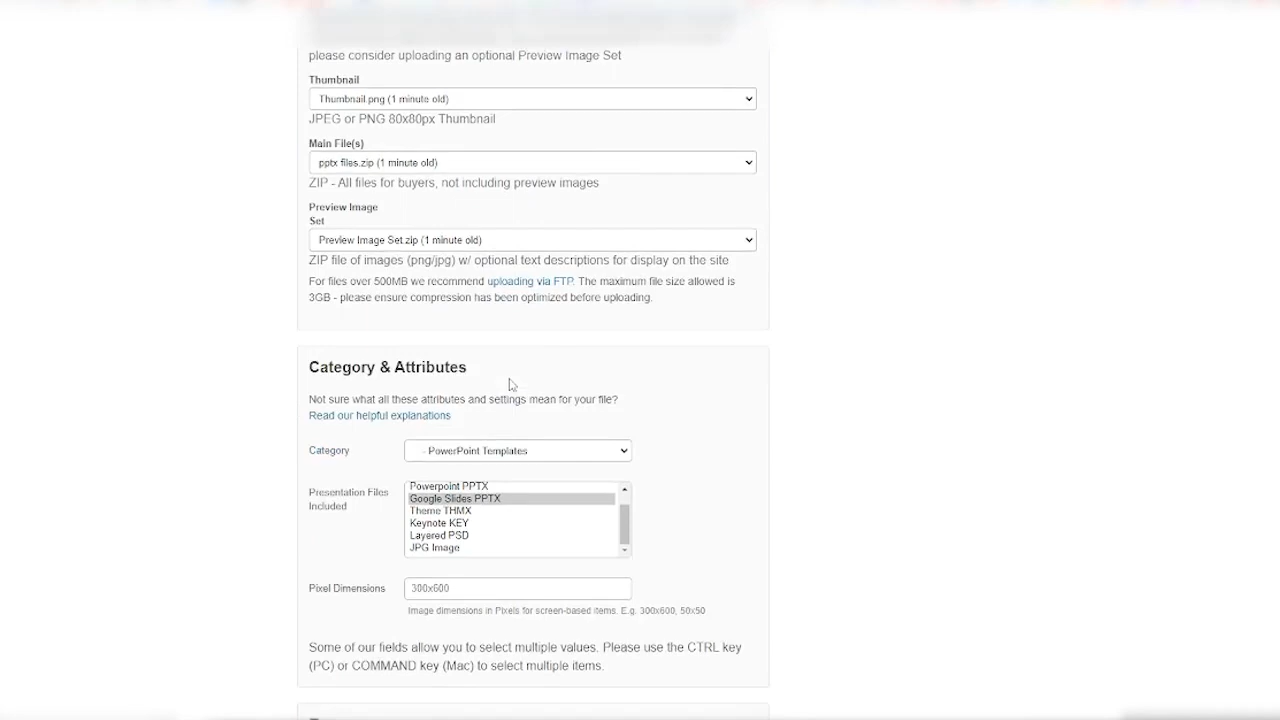 please consider uploading an optional Preview Image Set
Thumbnail
Thumbnail.png (1 minute old)
JPEG or PNG 80x80px Thumbnail
Main File(s)
pptx files.zip (1 minute old)
ZIP - All files for buyers, not including preview images
Preview Image
Set
Preview Image Set.zip (1 minute old)
ZIP file of images (png/jpg) w/ optional text descriptions for display on the site
For files over 500MB we recommend uploading via FTP. The maximum file size allowed is
3GB - please ensure compression has been optimized before uploading.
Category & Attributes
Not sure what all these attributes and settings mean for your file?
Read our helpful explanations
Category
- PowerPoint Templates
Presentation Files
Included
Powerpoint PPTX
Google Slides PPTX
Theme THMX
Keynote KEY
Layered PSD
JPG Image
Pixel Dimensions
300x600
Image dimensions in Pixels for screen-based items. E.g. 300x600, 50x50
Some of our fields allow you to select multiple values. Please use the CTRL key
(PC) or COMMAND key (Mac) to select multiple items.